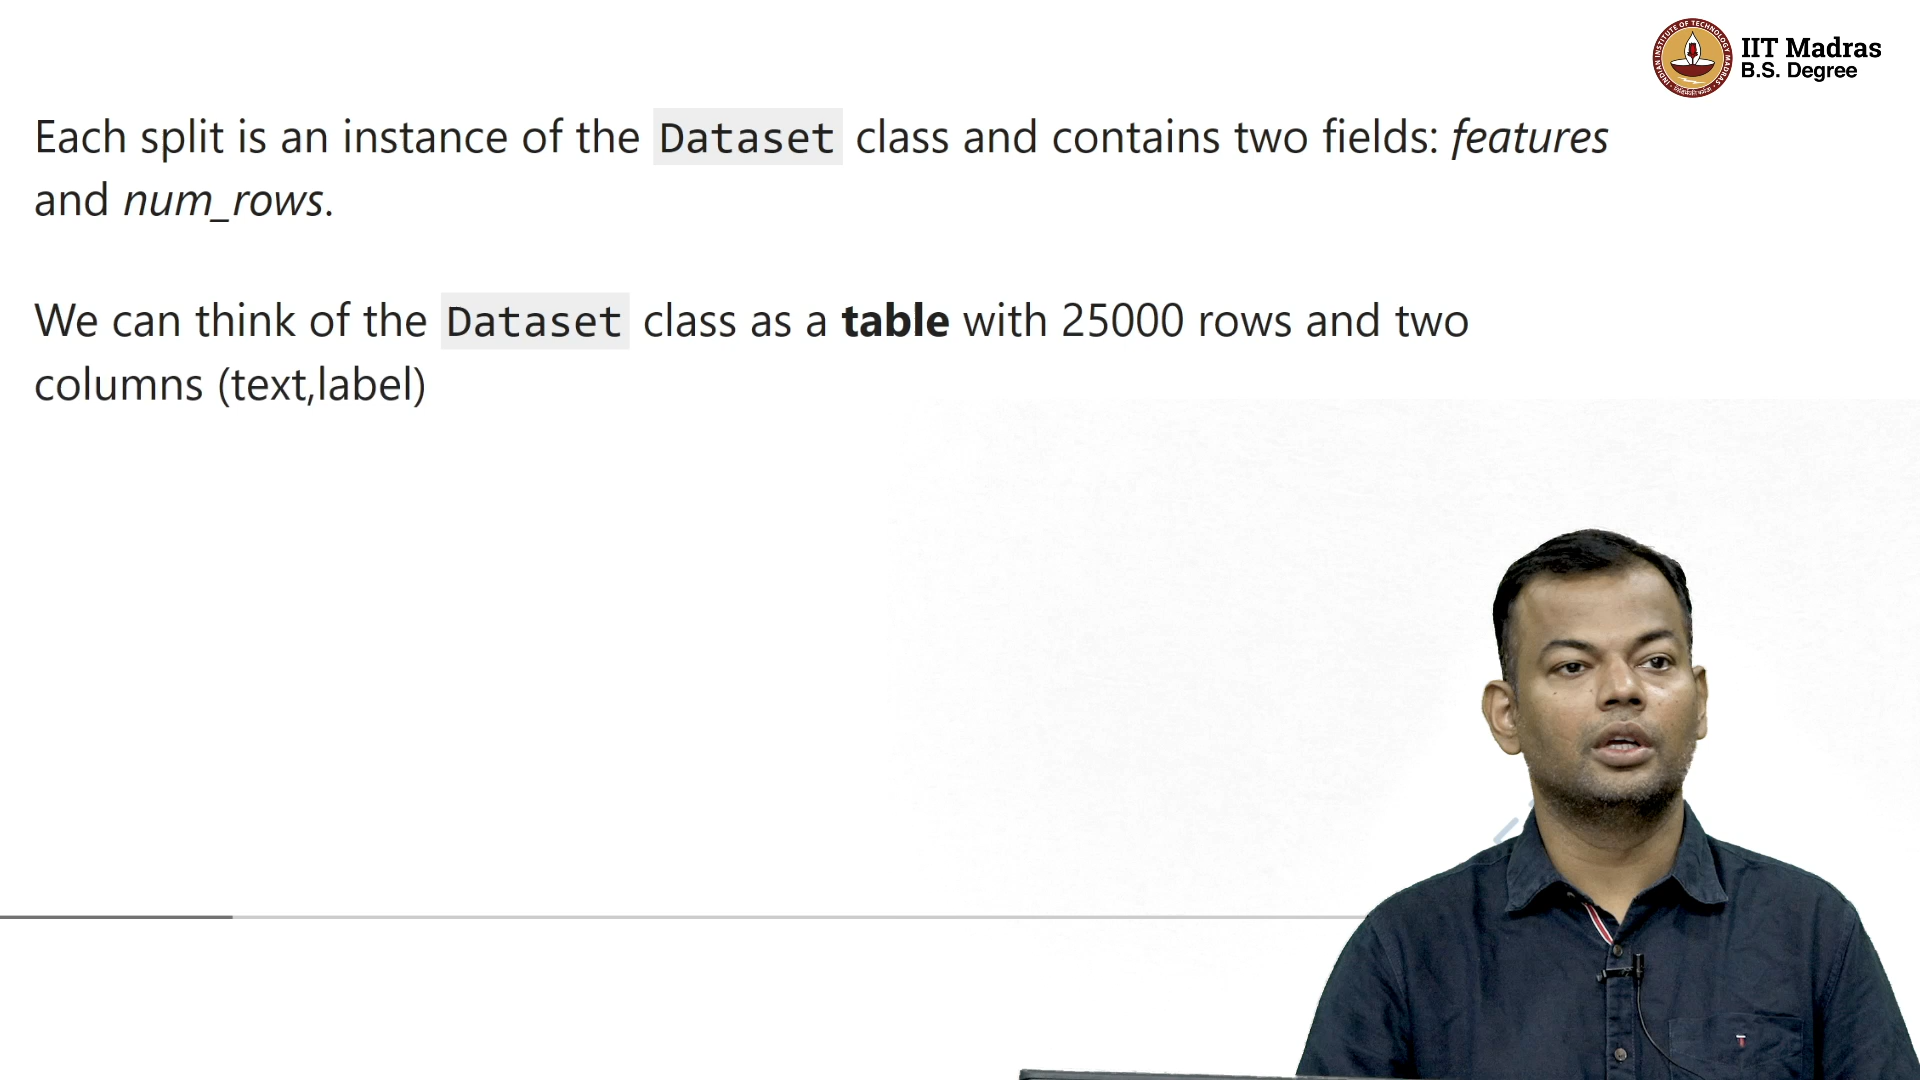 IIT Madras
B.S. Degree
Each split is an instance of the Dataset class and contains two fields: features
and num_rows.
We can think of the Dataset class as a table with 25000 rows and two
columns (text,label)